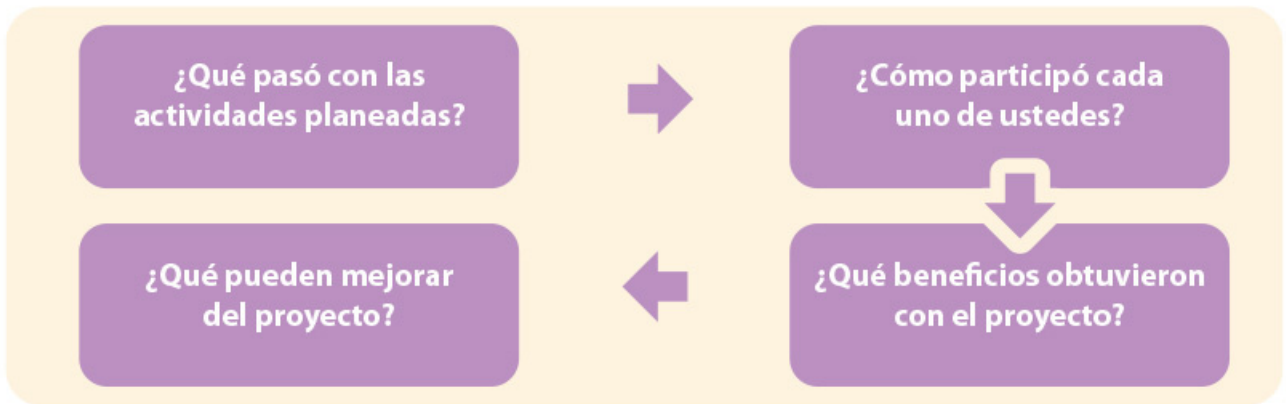 ¿Qué pasó con las
actividades planeadas?
¿Cómo participó cada
uno de ustedes?
¿Qué beneficios obtuvieron
con el proyecto?
¿Qué pueden mejorar
del proyecto?